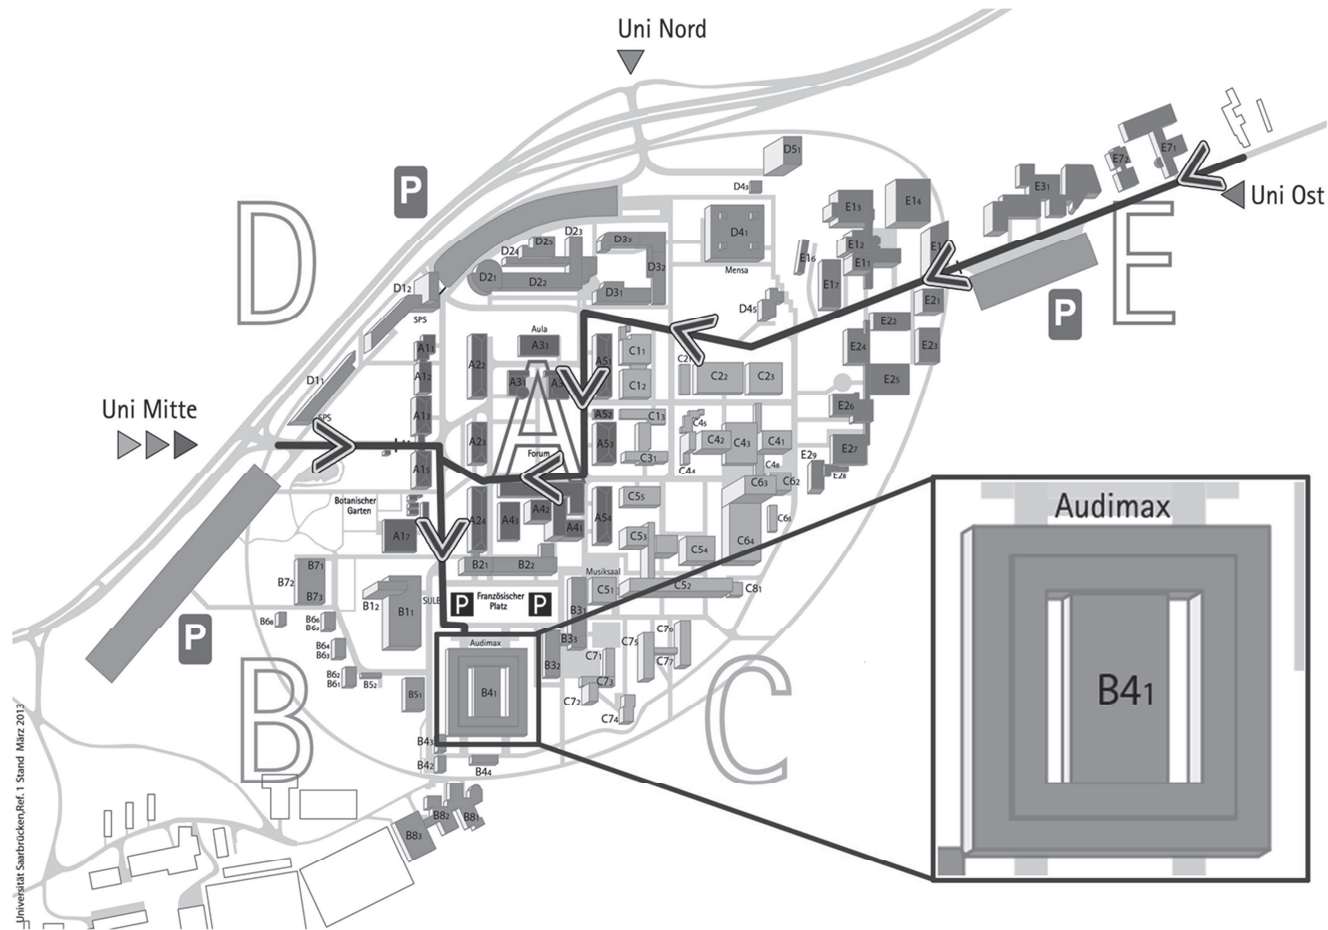 Uni Nord
P
D51
D43
E72
E71
E31
Uni Ost
D
E
E13
E14
D25
D23
D24
D33
D41
E12
E11
E16
D21
D22
D32
Mensa
D12
D31
E17
SPS
D45
E21
P
E22
Aula
A33
A11
A22
A51
C11
E24
E23
D11
A12
A31
C22
C23
E25
C12
Uni Mitte
A13
A
A52
C13
E26
SPS
C45
A23
A53
C42
C43
C41
E27
Forum
C31
C44
C48
E29
E28
A15
C63
C62
Botanischer
Garten
C55
A24
A43
A42
A41
A54
C65
Audimax
A17
C53
C54
C64
B71
B72
B73
B21
B22
Musiksaal
B12
B11
SULB
P
Französischer
Platz
P
B31
C51
C52
C81
B68
B66
P
B64
B63
Audimax
B33
C75
C79
C77
B
B62
B61
B52
B51
B41
B32
C71
C73
C72
C74
C
B41
B43
B42
B44
B82
B81
B83
Universität Saarbrücken,Ref. 1 Stand März 2013